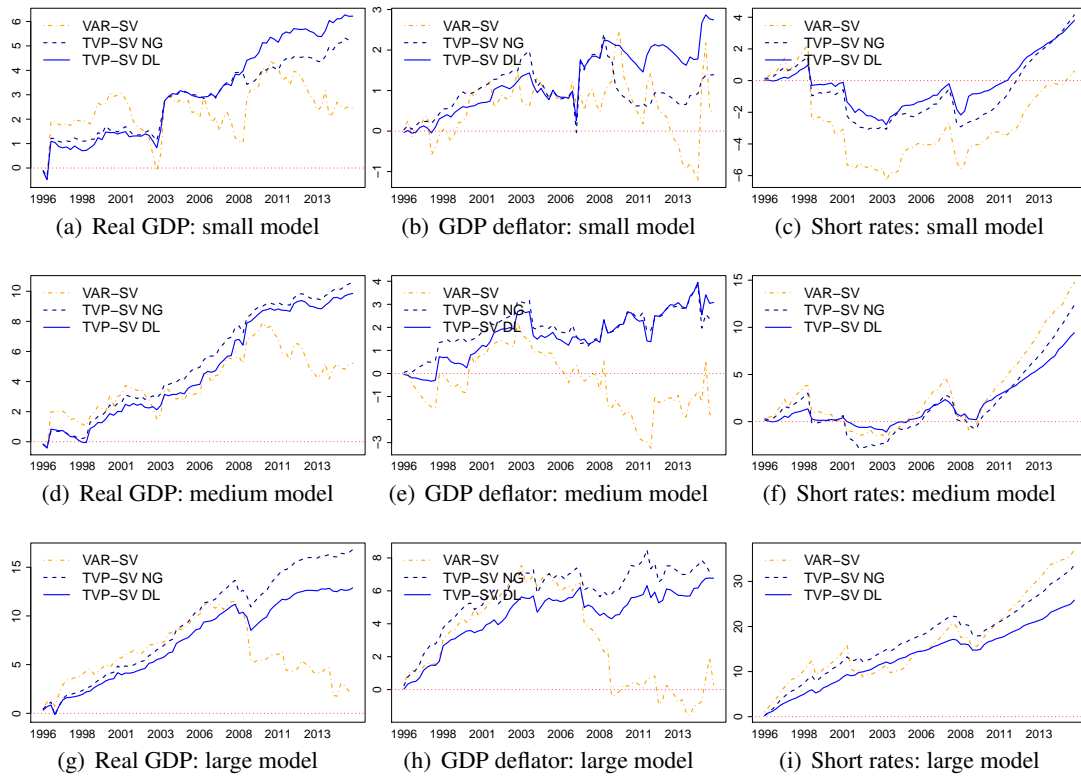 VAR−SV
TVP−SV NG
TVP−SV DL
0 1 2 3 4 5 6
1996 1998 2001 2003 2006 2008 2011 2013
(a) Real GDP: small model
VAR−SV
TVP−SV NG
TVP−SV DL
−1 0 1 2 3
1996 1998 2001 2003 2006 2008 2011 2013
(b) GDP deflator: small model
VAR−SV
TVP−SV NG
TVP−SV DL
−6 −4 −2 0 2 4
1996 1998 2001 2003 2006 2008 2011 2013
(c) Short rates: small model
VAR−SV
TVP−SV NG
TVP−SV DL
0 2 4 6 8 10
1996 1998 2001 2003 2006 2008 2011 2013
(d) Real GDP: medium model
VAR−SV
TVP−SV NG
TVP−SV DL
−3 −1 0 1 2 3 4
1996 1998 2001 2003 2006 2008 2011 2013
(e) GDP deflator: medium model
VAR−SV
TVP−SV NG
TVP−SV DL
0 5 10 15
1996 1998 2001 2003 2006 2008 2011 2013
(f) Short rates: medium model
VAR−SV
TVP−SV NG
TVP−SV DL
0 5 10 15
1996 1998 2001 2003 2006 2008 2011 2013
(g) Real GDP: large model
VAR−SV
TVP−SV NG
TVP−SV DL
0 2 4 6 8
1996 1998 2001 2003 2006 2008 2011 2013
(h) GDP deflator: large model
VAR−SV
TVP−SV NG
TVP−SV DL
0 10 20 30
1996 1998 2001 2003 2006 2008 2011 2013
(i) Short rates: large model